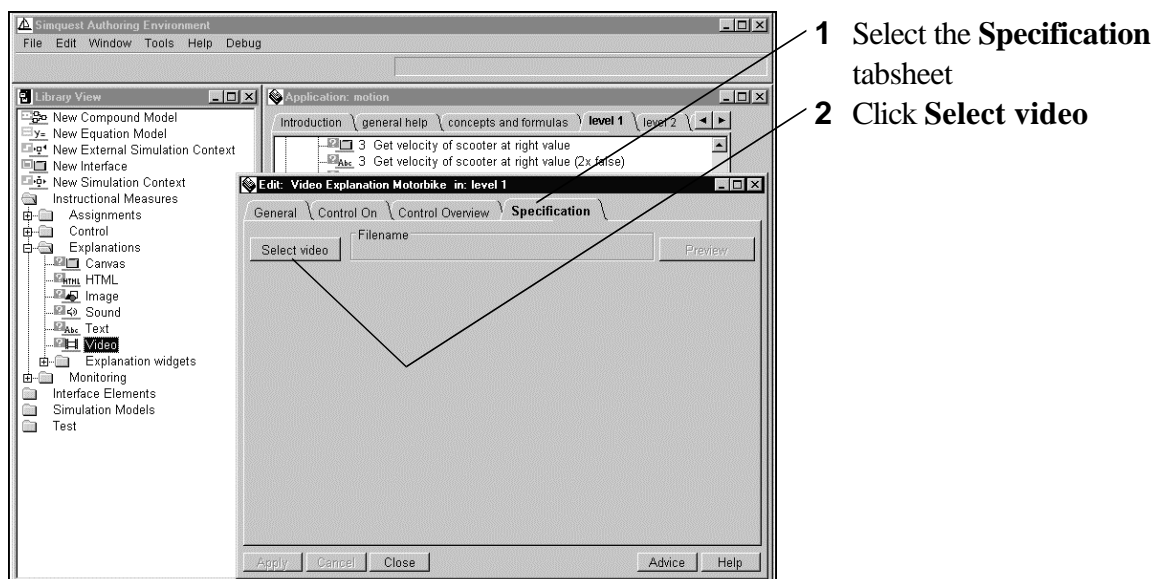 Simquest Authoring Environment
File Edit Window Tools Help Debug
Library View
New Compound Model
y= New Equation Model
New External Simulation Context
New Interface
New Simulation Context
Instructional Measures
Assignments
Control
Explanations
Canvas
HTML HTML
Image
Sound
Abc Text
Video
Explanation widgets
Monitoring
Interface Elements
Simulation Models
Test
Application: motion
Introduction general help concepts and formulas level 1 level 2
3 Get velocity of scooter at right value
Abc 3 Get velocity of scooter at right value (2x false)
Edit: Video Explanation Motorbike in: level 1
General Control On Control Overview Specification
Select video Filename Preview
Apply Cancel Close Advice Help
1 Select the Specification
tabsheet
2 Click Select video